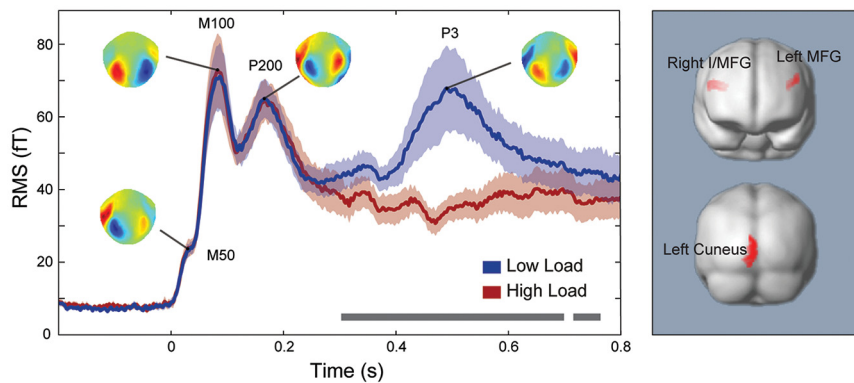 M100
P200
P3
M50
80
60
40
20
0
RMS (fT)
Low Load
High Load
0
0.2
0.4
0.6
0.8
Time (s)
Right I/MFG
Left MFG
Left Cuneus